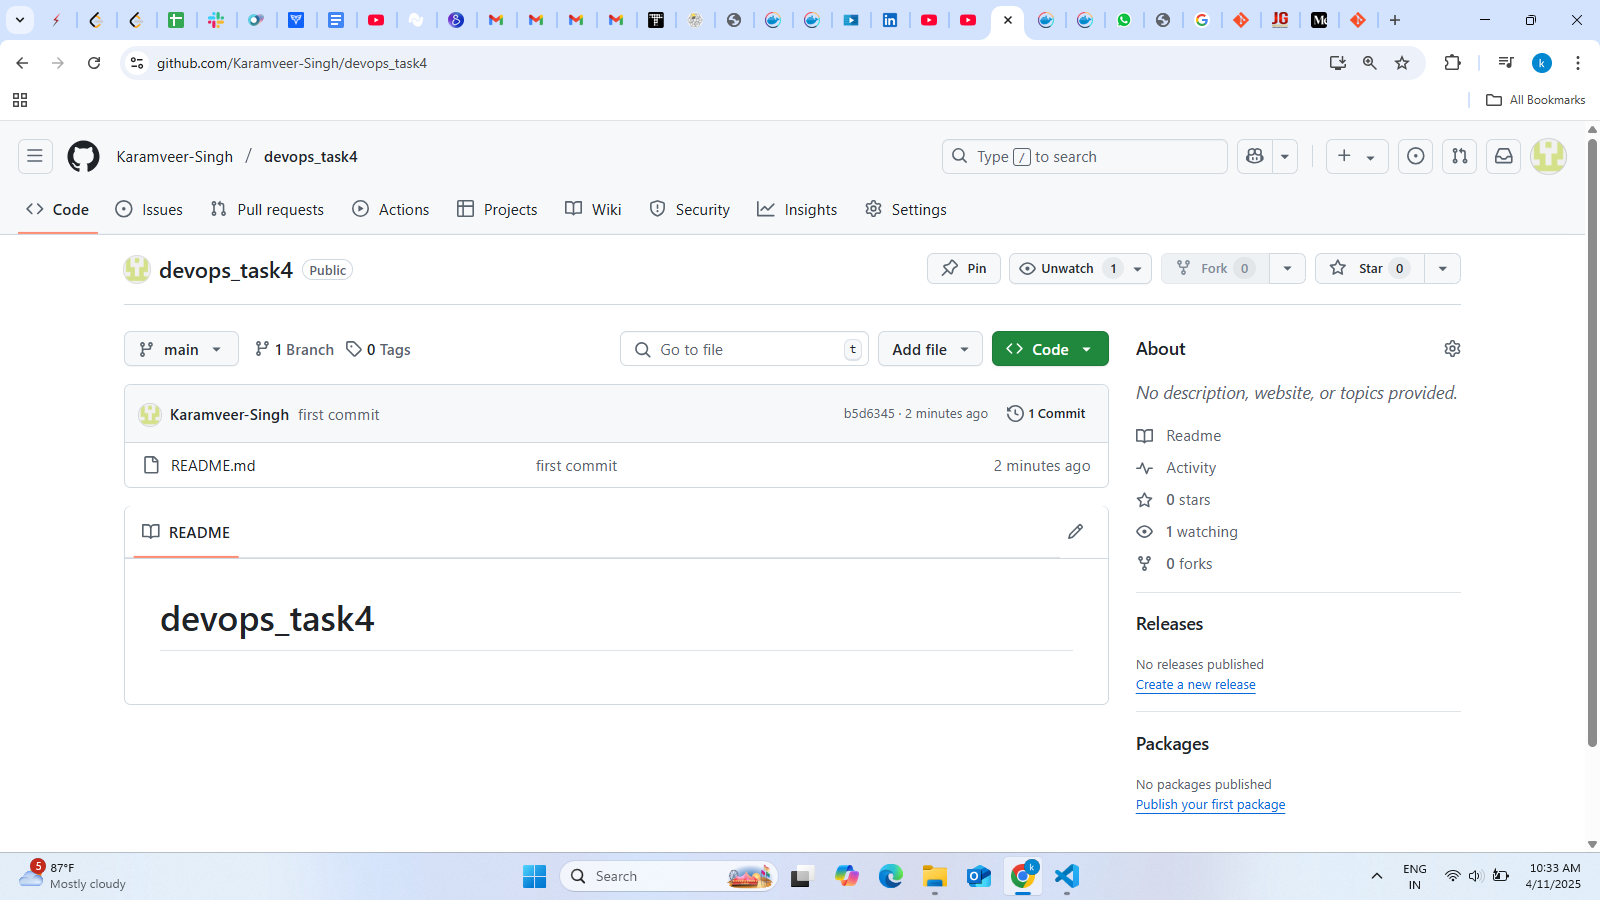 github.com/Karamveer-Singh/devops_task4
All Bookmarks
Karamveer-Singh / devops_task4
Type / to search
Code Issues Pull requests Actions Projects Wiki Insights Settings
devops_task4 Public
Pin Unwatch 1 Fork 0 Star 0
main 1 Branch 0 Tags Go to file t Add file Code
About
No description, website, or topics provided.
Karamveer-Singh first commit b5d6345 · 2 minutes ago 1 Commit
README.md first commit 2 minutes ago
Readme
Activity
0 stars
1 watching
0 forks
README
devops_task4
Releases
No releases published
Create a new release
Packages
No packages published
Publish your first package
5
87°F
Mostly cloudy
Search
ENG
IN
10:33 AM
4/11/2025